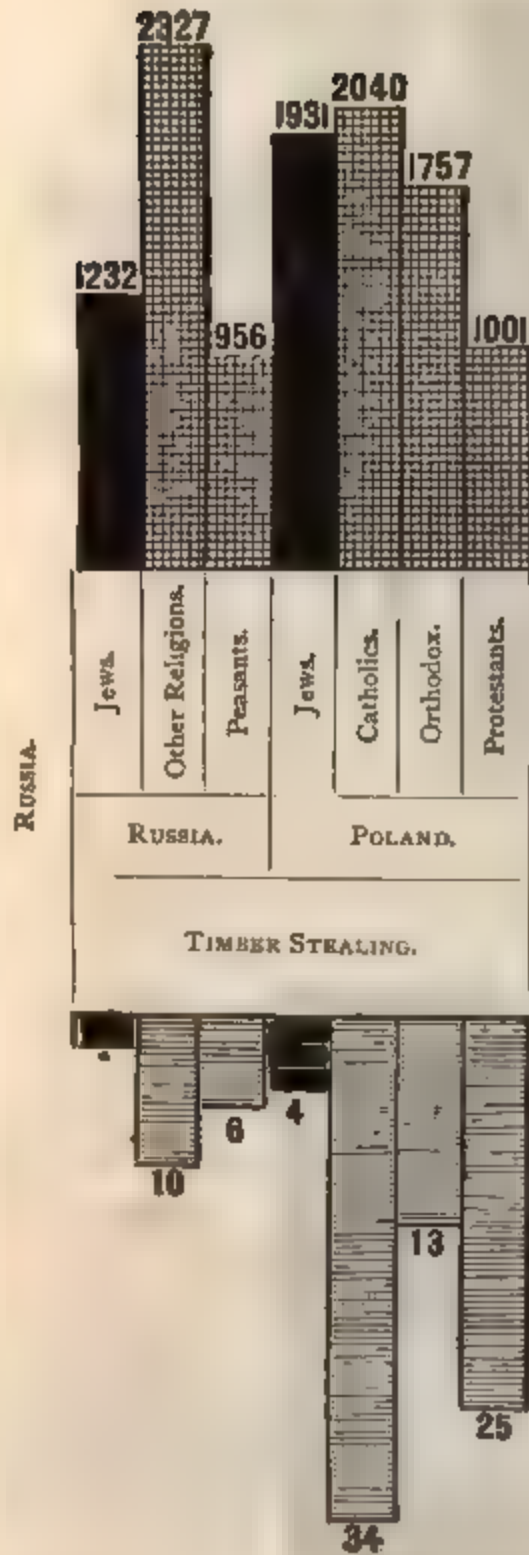 2327
1931
2040
1757
1232
956
1001
RUSSIA.
Jews.
Other Religions.
Peasants.
Jews.
Catholics.
Orthodox.
Protestants.
RUSSIA.
POLAND.
TIMBER STEALING.
10
6
4
34
13
25